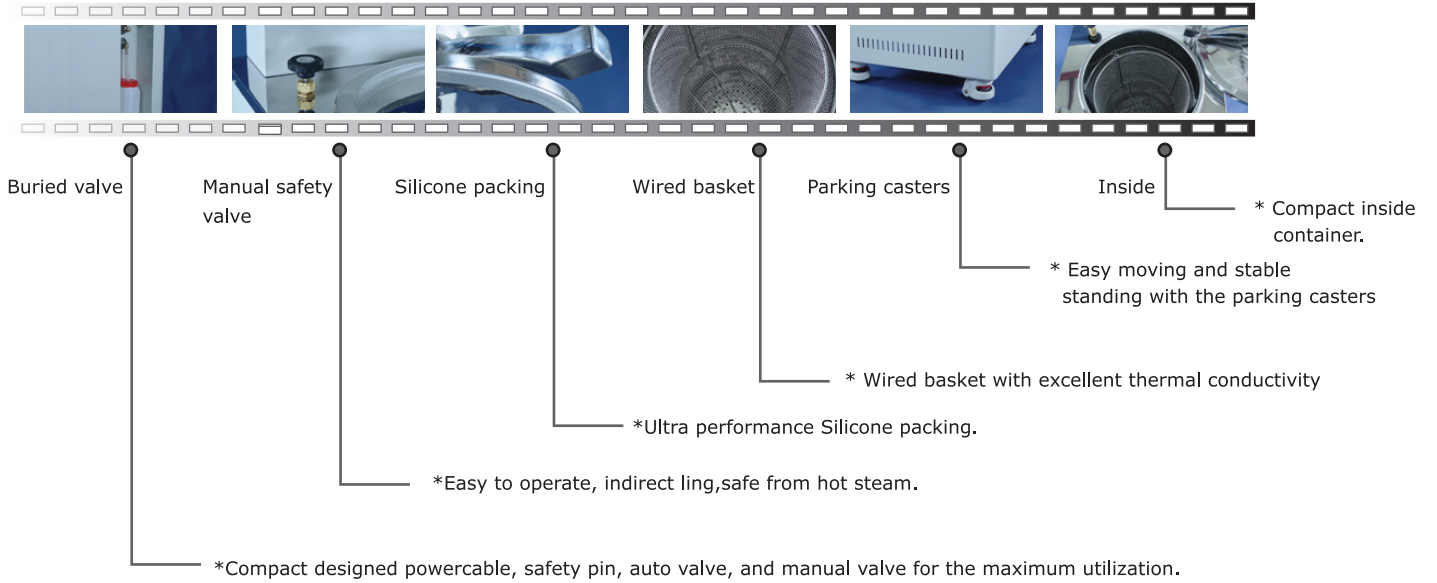 Buried valve
Manual safety
valve
Silicone packing
Wired basket
Parking casters
Inside
* Compact inside
container.
* Easy moving and stable
standing with the parking casters
* Wired basket with excellent thermal conductivity
*Ultra performance Silicone packing.
*Easy to operate, indirect ling,safe from hot steam.
*Compact designed powercable, safety pin, auto valve, and manual valve for the maximum utilization.